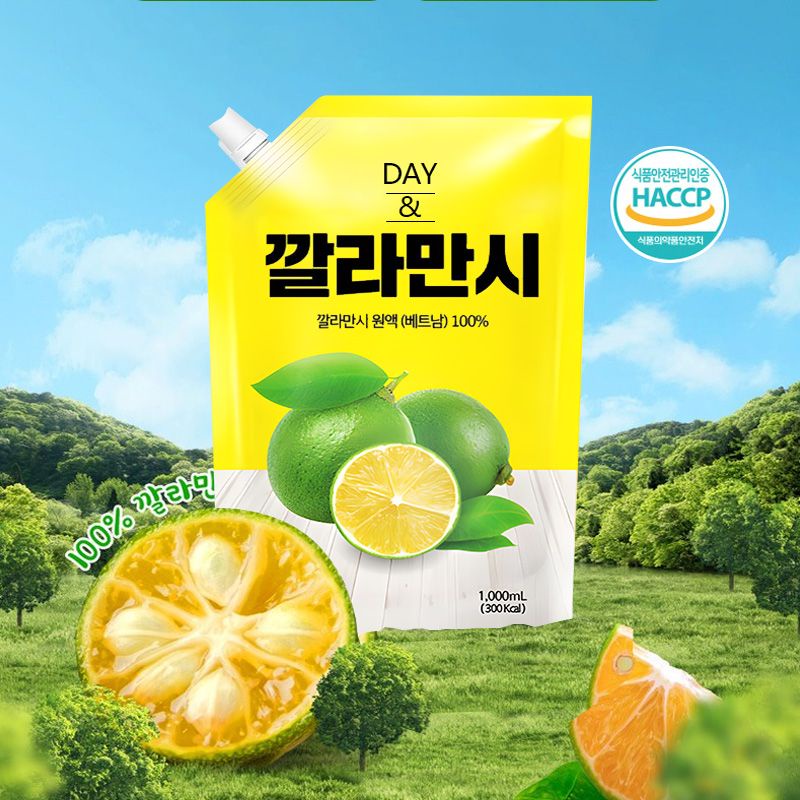 DAY
&
깔라만시
깔라만시 원액 (베트남) 100%
식품안전관리인증
HACCP
식품의약품안전처
100% 깔라만
1,000mL
(300 Kcal)